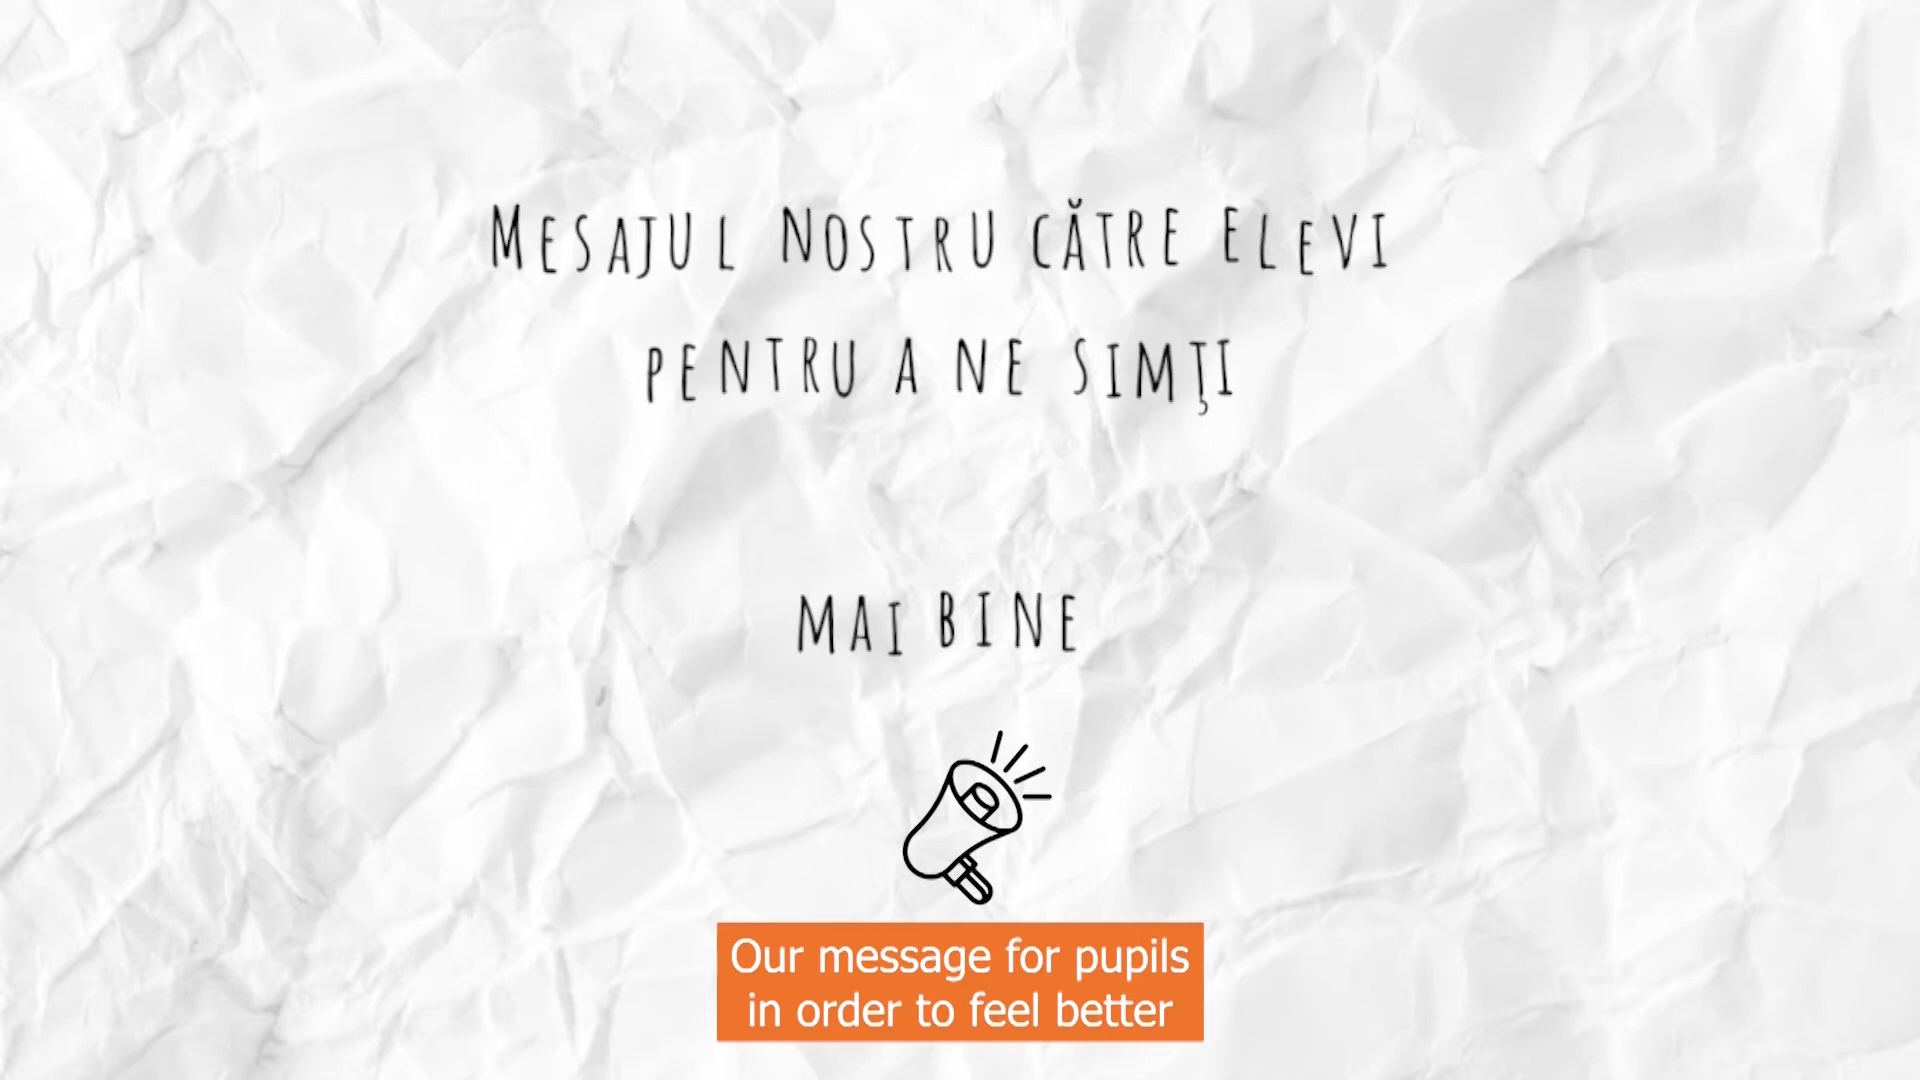 MESAJUL NOSTRU CĂTRE ELEVI
PENTRU A NE SIMȚI
MAI BINE
Our message for pupils
in order to feel better